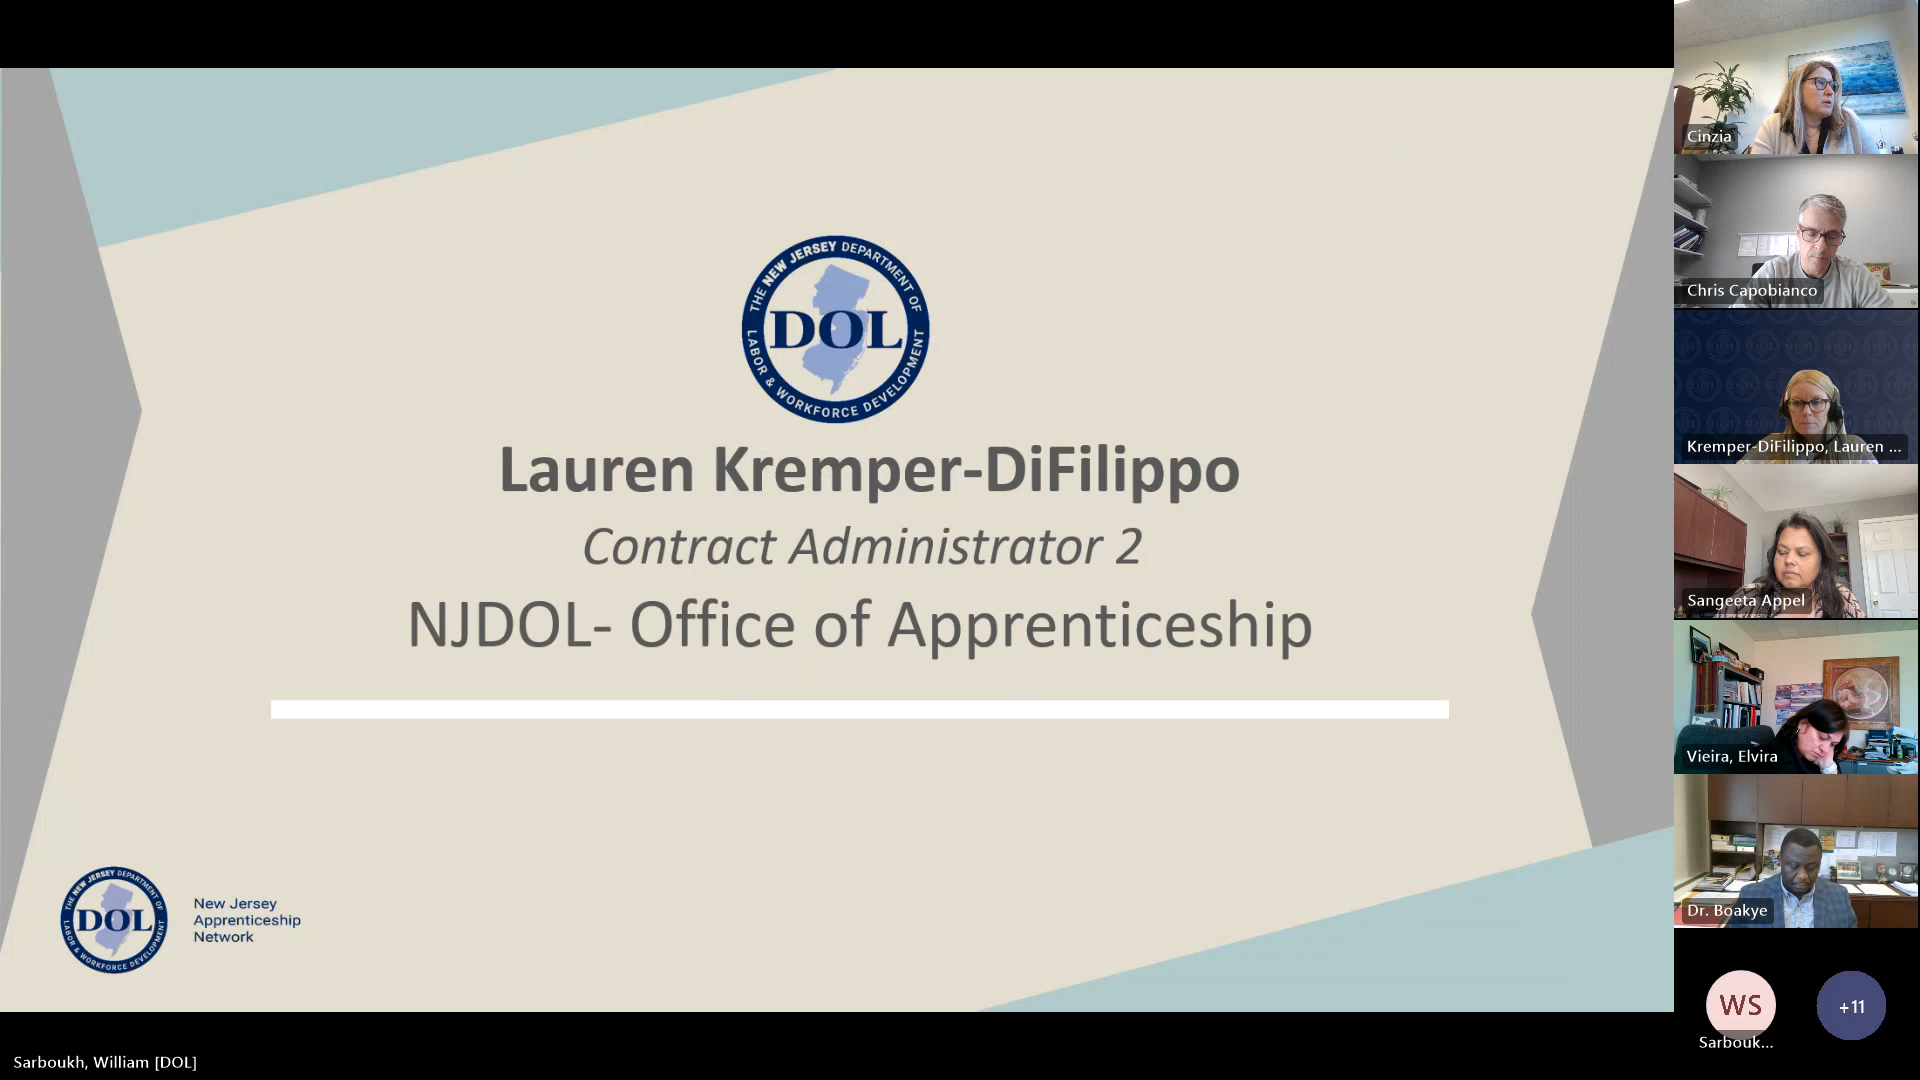 THE NEW JERSEY DEPARTMENT OF
DOL
LABOR & WORKFORCE DEVELOPMENT
Lauren Kremper-DiFilippo
Contract Administrator 2
NJDOL- Office of Apprenticeship
THE NEW JERSEY DEPARTMENT OF
DOL
LABOR & WORKFORCE DEVELOPMENT
New Jersey
Apprenticeship
Network
Sarboukh, William [DOL]
Cinzia
Chris Capobianco
Kremper-DiFilippo, Lauren ...
Sangeeta Appel
Vieira, Elvira
Dr. Boakye
WS
Sarbouk...
+11